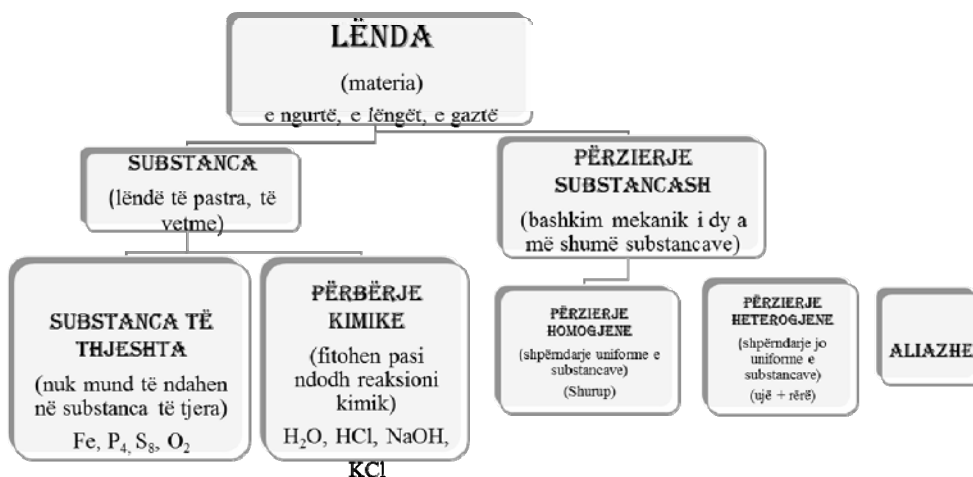 LËNDA
(materia)
e ngurtë, e lëngët, e gaztë
SUBSTANCA
(lëndë të pastra, të
vetme)
PËRZIERJE
SUBSTANCASH
(bashkim mekanik i dy a
më shumë substancave)
SUBSTANCA TË
THJESHTA
(nuk mund të ndahen
në substanca të tjera)
Fe, P₄, S₈, O₂
PËRBËRJE
KIMIKE
(fitohen pasi
ndodh reaksioni
kimik)
H₂O, HCl, NaOH,
KCl
PËRZIERJE
HOMOGJENE
(shpërndarje uniforme e
substancave)
(Shurup)
PËRZIERJE
HETEROGJENE
(shpërndarje jo
uniforme e
substancave)
(ujë + rërë)
ALIAZHE